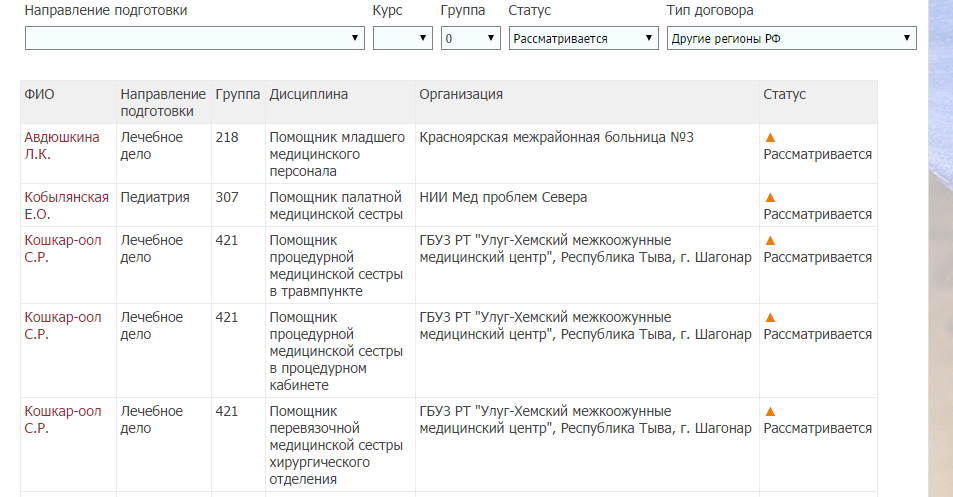 Направление подготовки Курс Группа Статус Тип договора
0 Рассматривается Другие регионы РФ
ФИО Направление подготовки Группа Дисциплина Организация Статус
Авдюшкина Л.К. Лечебное дело 218 Помощник младшего медицинского персонала Красноярская межрайонная больница №3 Рассматривается
Кобылянская Е.О. Педиатрия 307 Помощник палатной медицинской сестры НИИ Мед проблем Севера Рассматривается
Кошкар-оол С.Р. Лечебное дело 421 Помощник процедурной медицинской сестры в травмпункте ГБУЗ РТ "Улуг-Хемский межкоожунные медицинский центр", Республика Тыва, г. Шагонар Рассматривается
Кошкар-оол С.Р. Лечебное дело 421 Помощник процедурной медицинской сестры в процедурном кабинете ГБУЗ РТ "Улуг-Хемский межкоожунные медицинский центр", Республика Тыва, г. Шагонар Рассматривается
Кошкар-оол С.Р. Лечебное дело 421 Помощник перевязочной медицинской сестры хирургического отделения ГБУЗ РТ "Улуг-Хемский межкоожунные медицинский центр", Республика Тыва, г. Шагонар Рассматривается